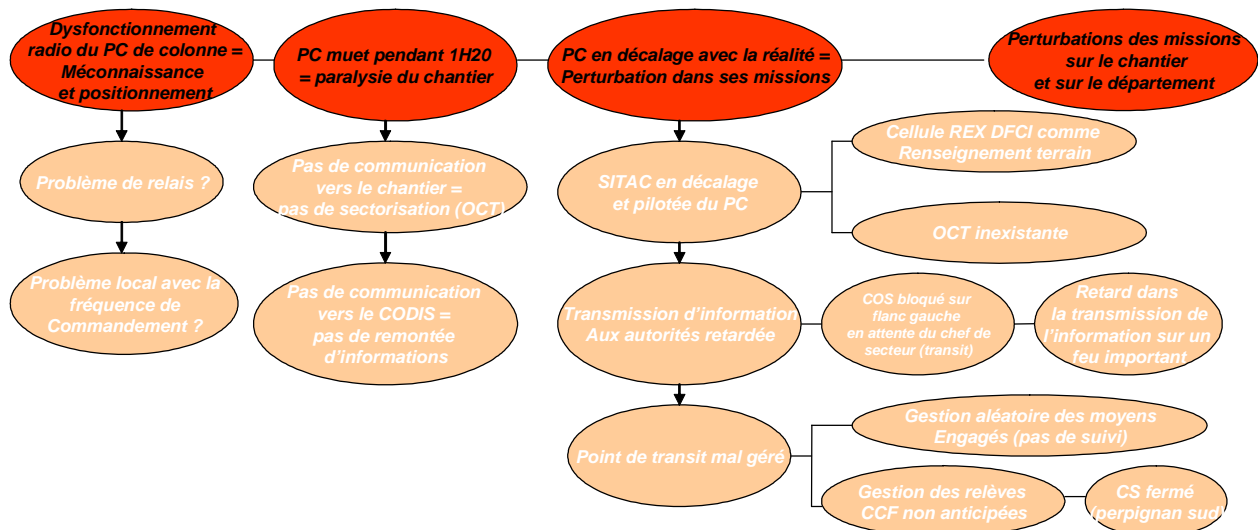 Dysfonctionnement
radio du PC de colonne =
Méconnaissance
et positionnement
PC muet pendant 1H20
= paralysie du chantier
PC en décalage avec la réalité =
Perturbation dans ses missions
Perturbations des missions
sur le chantier
et sur le département
Problème de relais ?
Problème local avec la
fréquence de
Commandement ?
Pas de communication
vers le chantier =
pas de sectorisation (OCT)
Pas de communication
vers le CODIS =
pas de remontée
d'informations
SITAC en décalage
et pilotée du PC
Cellule REX DFCI comme
Renseignement terrain
OCT inexistante
Transmission d'information
Aux autorités retardée
COS bloqué sur
flanc gauche
en attente du chef de
secteur (transit)
Retard dans
la transmission de
l'information sur un
feu important
Point de transit mal géré
Gestion aléatoire des moyens
Engagés (pas de suivi)
Gestion des relèves
CCF non anticipées
CS fermé
(perpignan sud)